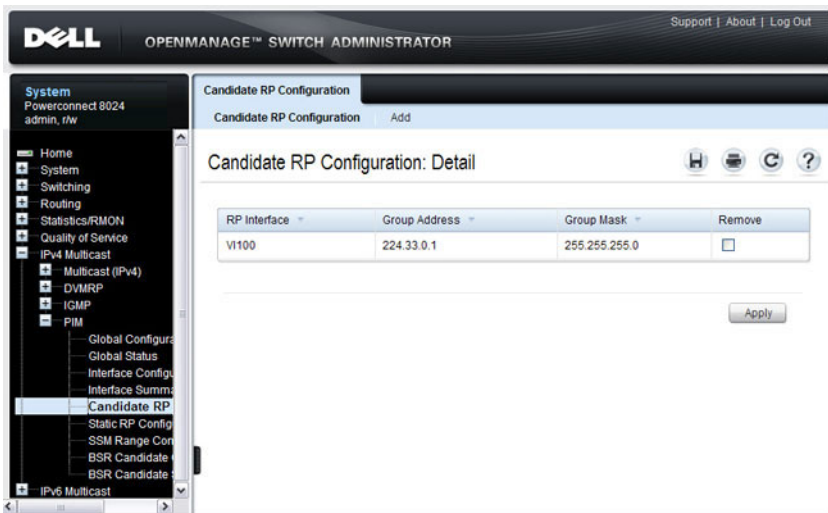 Support | About | Log Out
DELL
OPENMANAGE™ SWITCH ADMINISTRATOR
System
Powerconnect 8024
admin, r/w
Home
System
Switching
Routing
Statistics/RMON
Quality of Service
IPv4 Multicast
Multicast (IPv4)
DVMRP
IGMP
PIM
Global Configura
Global Status
Interface Configu
Interface Summa
Candidate RP
Static RP Config
SSM Range Con
BSR Candidate
BSR Candidate
IPv6 Multicast
Candidate RP Configuration
Candidate RP Configuration Add
Candidate RP Configuration: Detail
RP Interface Group Address Group Mask Remove
Vl100 224.33.0.1 255.255.255.0
Apply